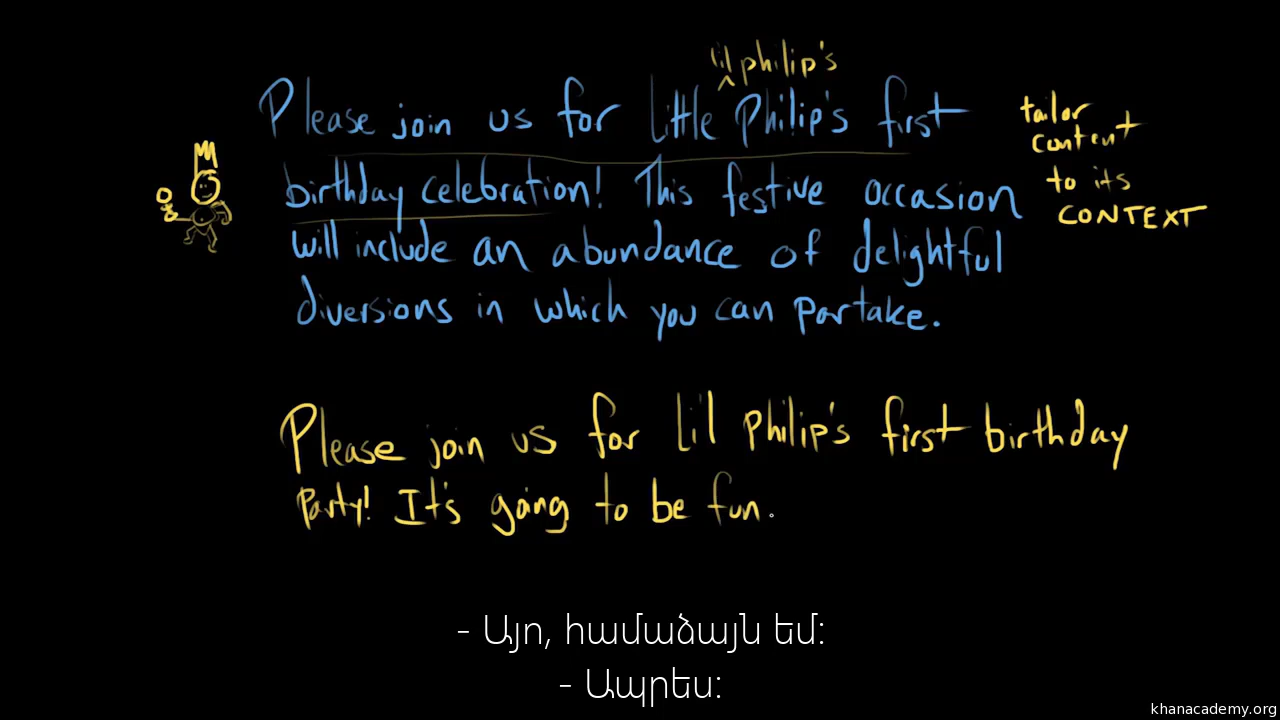 lil philip's
Please join us for little Philip's first
birthday celebration! This festive occasion
will include an abundance of delightful
diversions in which you can partake.
tailor
content
to its
CONTEXT
Please join us for Li'l Philip's first birthday
Party! It's going to be fun.
- Այո, համաձայն եմ:
- Ապրես:
khanacademy.org